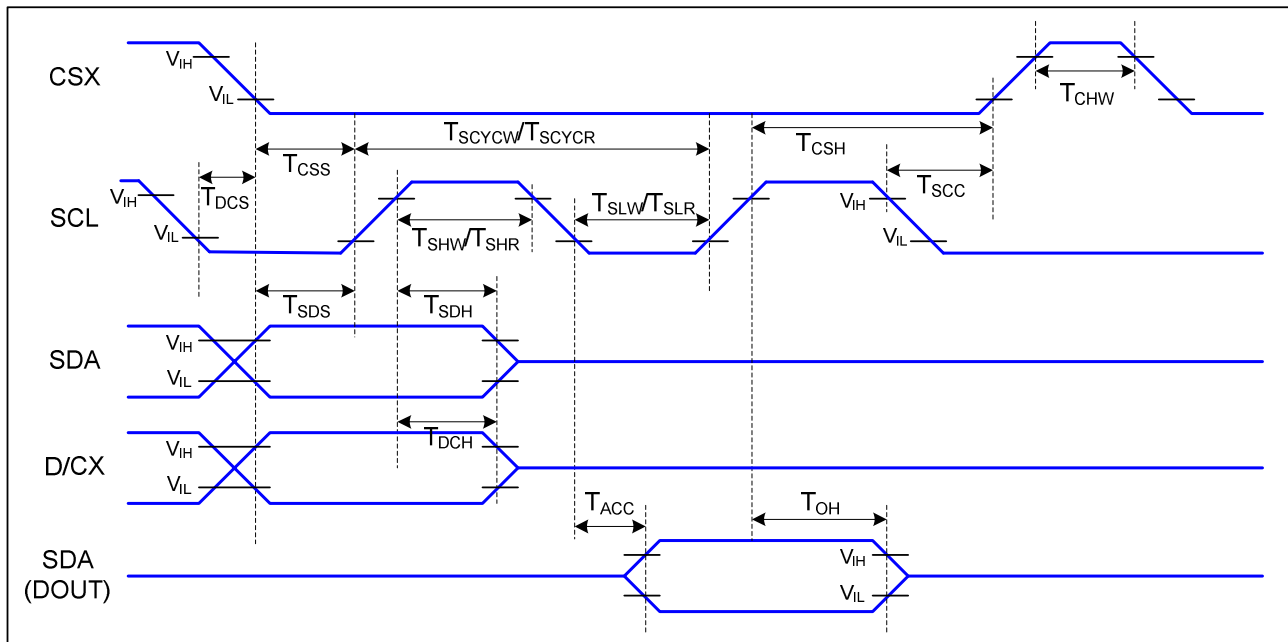 CSX
VIH
VIL
TCHW
TSCYCW/TSCYCR
TCSH
TCSS
TDCS
TSCC
SCL
VIH
VIL
TSHW/TSHR
TSLW/TSLR
VIH
VIL
TSDS
TSDH
SDA
VIH
VIL
TDCH
D/CX
VIH
VIL
TACC
TOH
SDA
(DOUT)
VIH
VIL